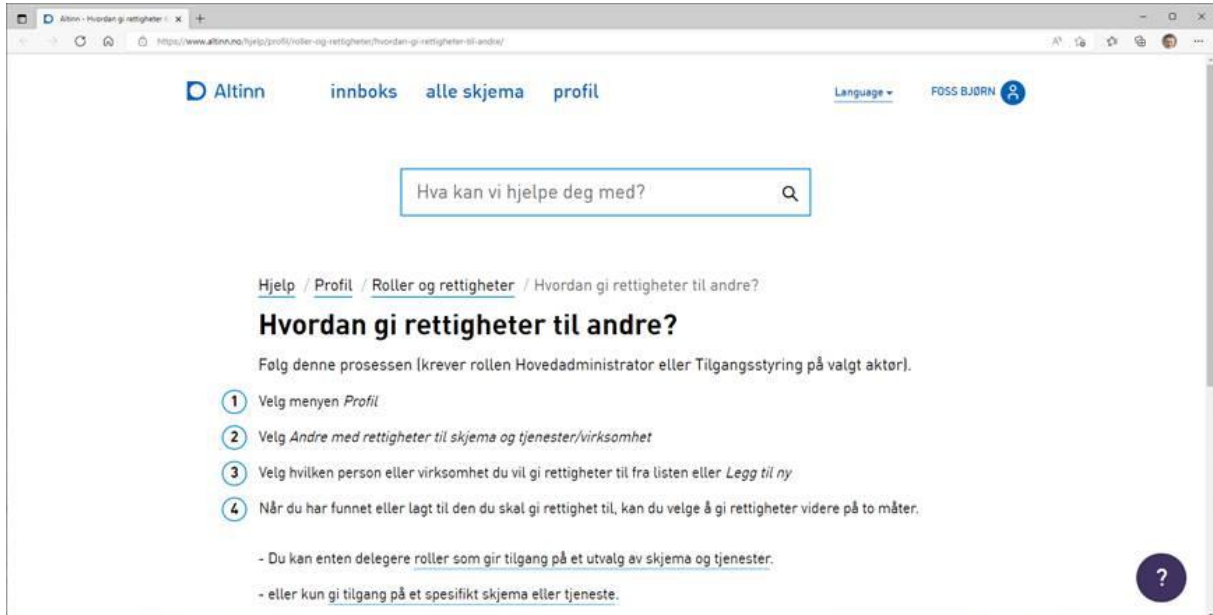 Altinn - Hvordan gi rettigheter t
https://www.altinn.no/hjelp/profil/roller-og-rettigheter/hvordan-gi-rettigheter-til-andre/
Altinn innboks alle skjema profil Language FOSS BJØRN
Hva kan vi hjelpe deg med?
Hjelp / Profil / Roller og rettigheter / Hvordan gi rettigheter til andre?
Hvordan gi rettigheter til andre?
Følg denne prosessen (krever rollen Hovedadministrator eller Tilgangsstyring på valgt aktør).
1 Velg menyen Profil
2 Velg Andre med rettigheter til skjema og tjenester/virksomhet
3 Velg hvilken person eller virksomhet du vil gi rettigheter til fra listen eller Legg til ny
4 Når du har funnet eller lagt til den du skal gi rettighet til, kan du velge å gi rettigheter videre på to måter.
- Du kan enten delegere roller som gir tilgang på et utvalg av skjema og tjenester.
- eller kun gi tilgang på et spesifikt skjema eller tjeneste.
?